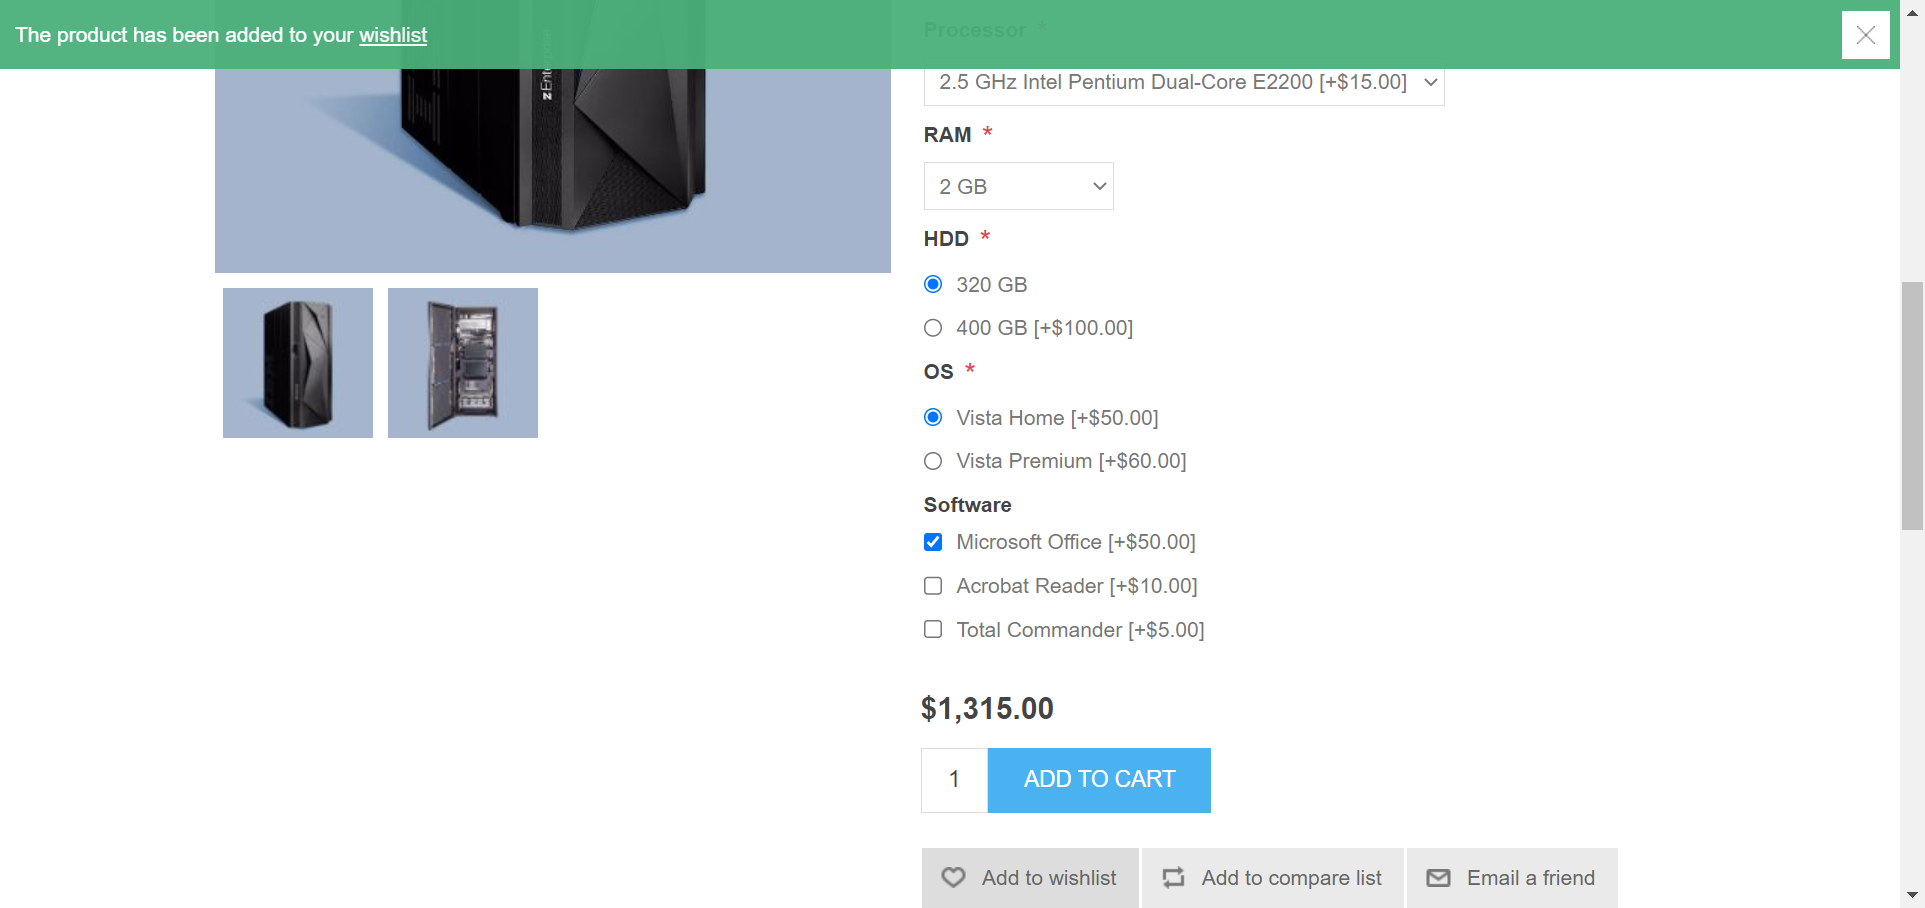 The product has been added to your wishlist
Processor *
2.5 GHz Intel Pentium Dual-Core E2200 [+$15.00]
RAM *
2 GB
HDD *
320 GB
400 GB [+$100.00]
OS *
Vista Home [+$50.00]
Vista Premium [+$60.00]
Software
Microsoft Office [+$50.00]
Acrobat Reader [+$10.00]
Total Commander [+$5.00]
$1,315.00
1 ADD TO CART
Add to wishlist Add to compare list Email a friend